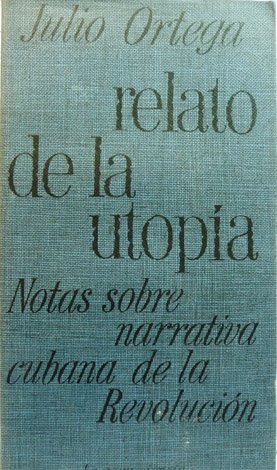 Julio Ortega
relato
de la
utopía
Notas sobre
narrativa
cubana de la
Revolución